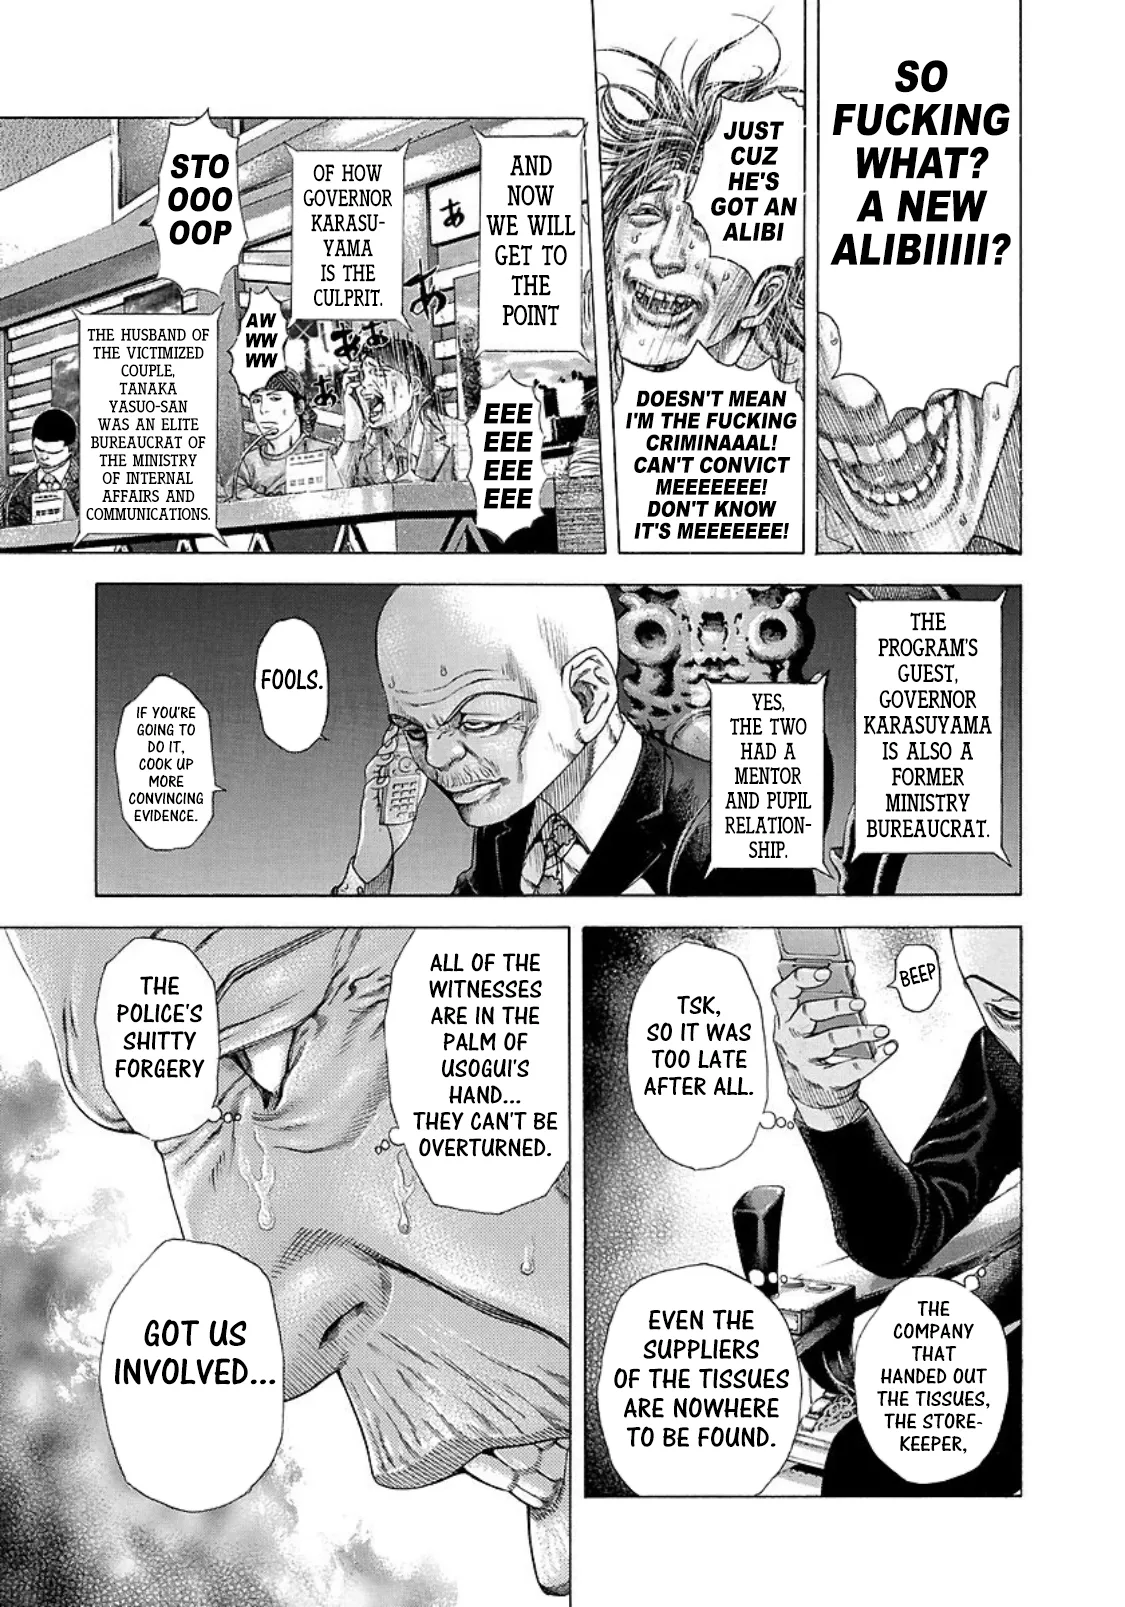 SO
FUCKING
WHAT?
A NEW
ALIBIIIII?
JUST
CUZ
HE'S
GOT AN
ALIBI
DOESN'T MEAN
I'M THE FUCKING
CRIMINAAAL!
CAN'T CONVICT
MEEEEEEE!
DON'T KNOW
IT'S MEEEEEEE!
AND
NOW
WE WILL
GET TO
THE
POINT
EEE
EEE
EEE
EEE
OF HOW
GOVERNOR
KARASU-
YAMA
IS THE
CULPRIT.
STO
OOO
OOP
AW
WW
WW
THE HUSBAND OF
THE VICTIMIZED
COUPLE,
TANAKA
YASUO-SAN
WAS AN ELITE
BUREAUCRAT OF
THE MINISTRY
OF INTERNAL
AFFAIRS AND
COMMUNICATIONS.
あ
あ
ああ
あ
THE
PROGRAM'S
GUEST,
GOVERNOR
KARASUYAMA
IS ALSO A
FORMER
MINISTRY
BUREAUCRAT.
YES,
THE TWO
HAD A
MENTOR
AND PUPIL
RELATION-
SHIP.
FOOLS.
IF YOU'RE
GOING TO
DO IT,
COOK UP
MORE
CONVINCING
EVIDENCE.
BEEP
TSK,
SO IT WAS
TOO LATE
AFTER ALL.
THE
COMPANY
THAT
HANDED OUT
THE TISSUES,
THE STORE-
KEEPER,
EVEN THE
SUPPLIERS
OF THE TISSUES
ARE NOWHERE
TO BE FOUND.
ALL OF THE
WITNESSES
ARE IN THE
PALM OF
USOGUI'S
HAND...
THEY CAN'T BE
OVERTURNED.
THE
POLICE'S
SHITTY
FORGERY
GOT US
INVOLVED...